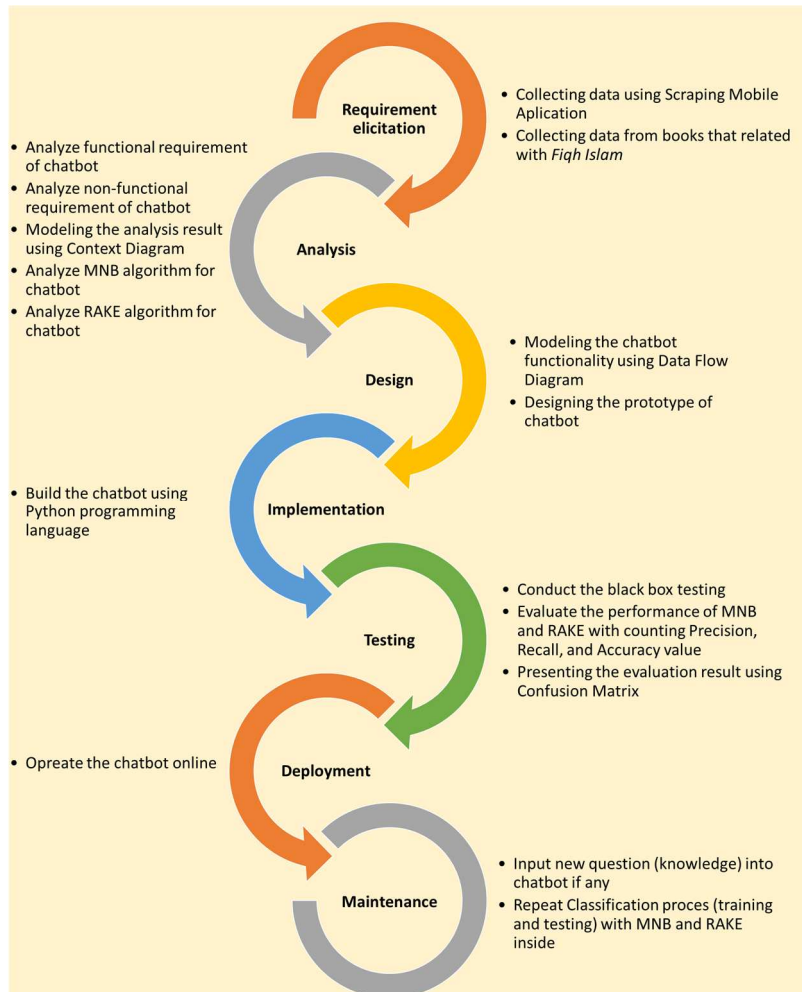 Requirement
elicitation
• Collecting data using Scraping Mobile
Aplication
• Collecting data from books that related
with Fiqh Islam
• Analyze functional requirement
of chatbot
• Analyze non-functional
requirement of chatbot
• Modeling the analysis result
using Context Diagram
• Analyze MNB algorithm for
chatbot
• Analyze RAKE algorithm for
chatbot
Analysis
Design
• Modeling the chatbot
functionality using Data Flow
Diagram
• Designing the prototype of
chatbot
• Build the chatbot using
Python programming
language
Implementation
Testing
• Conduct the black box testing
• Evaluate the performance of MNB
and RAKE with counting Precision,
Recall, and Accuracy value
• Presenting the evaluation result using
Confusion Matrix
• Opreate the chatbot online
Deployment
Maintenance
• Input new question (knowledge) into
chatbot if any
• Repeat Classification proces (training
and testing) with MNB and RAKE
inside